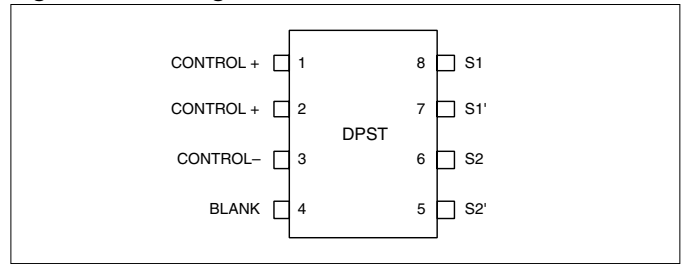 CONTROL + 1 8 S1
CONTROL + 2 7 S1'
DPST
CONTROL– 3 6 S2
BLANK 4 5 S2'